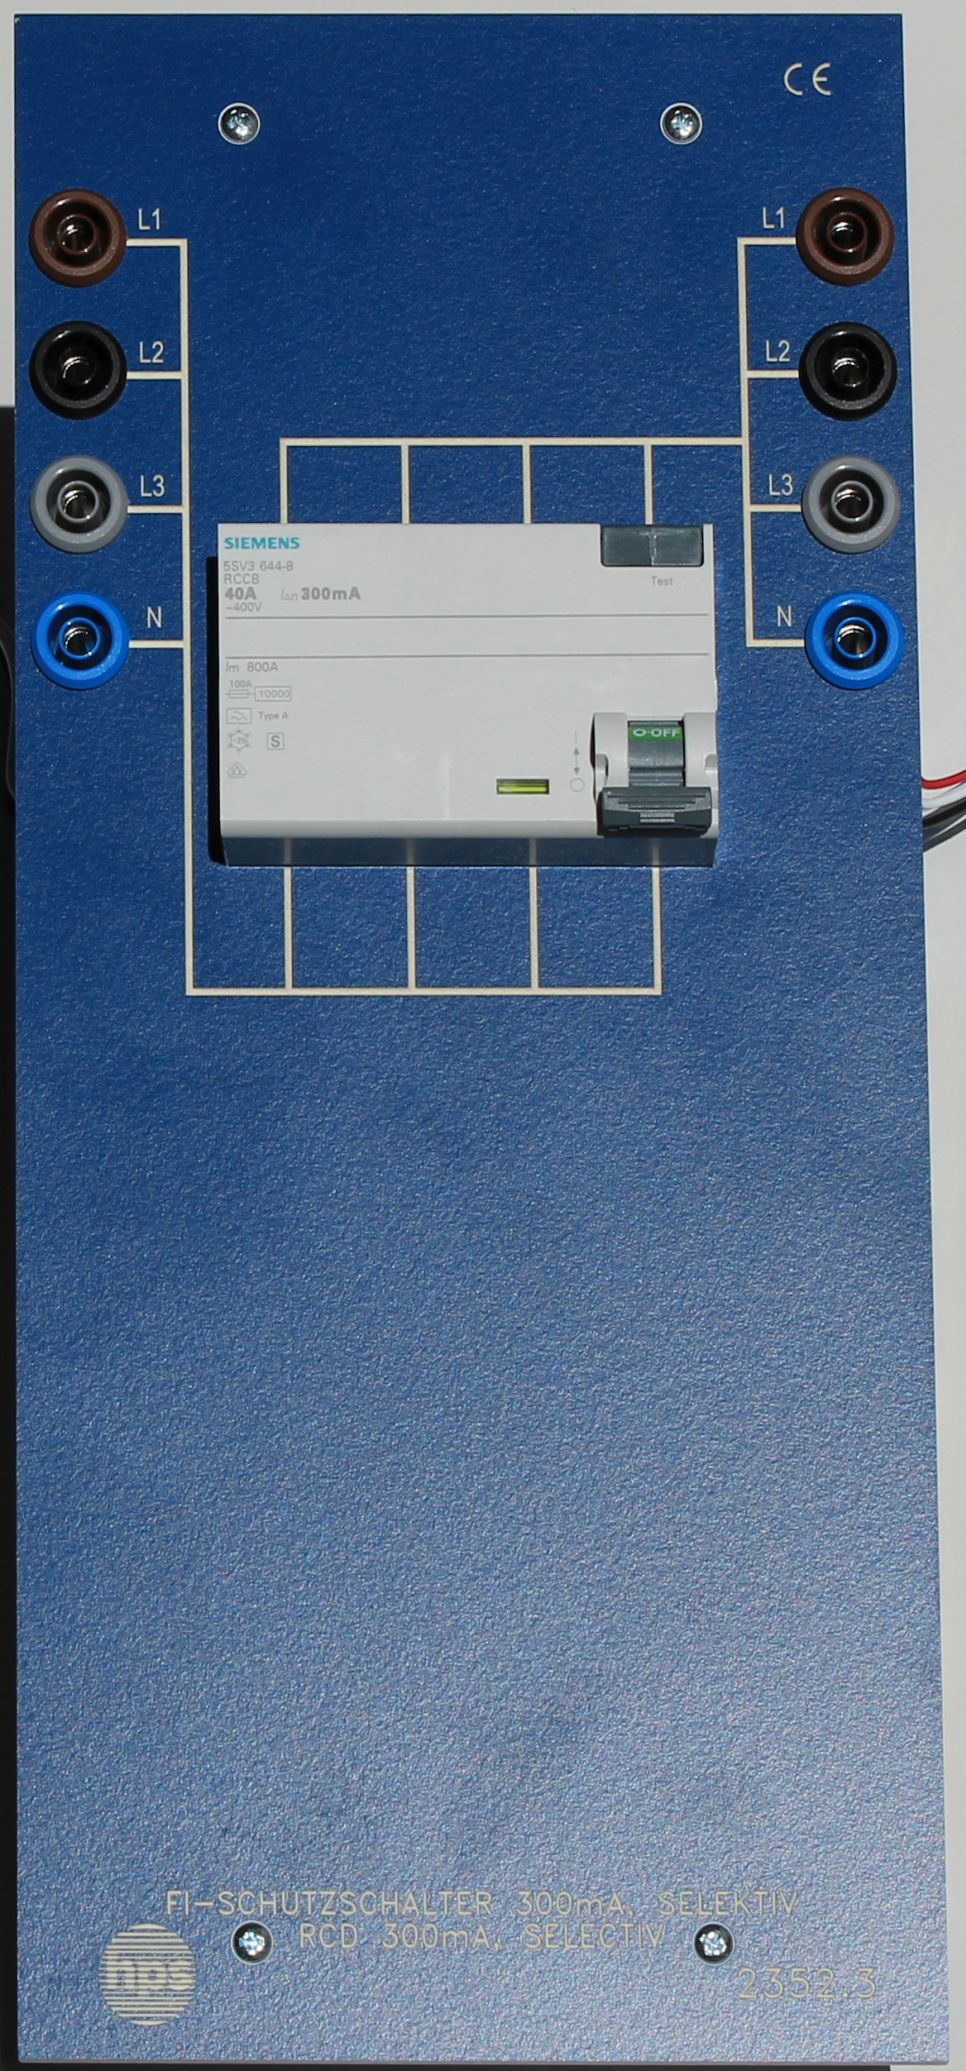 CE
L1
L1
L2
L2
L3
L3
N
N
SIEMENS
5SV3 644-8
RCCB
40A I∆n 300mA
~400V
Test
Im 800A
100A
10000
Type A
-25
S
O-OFF
FI-SCHUTZSCHALTER 300mA, SELEKTIV
RCD 300mA, SELECTIV
2352.3